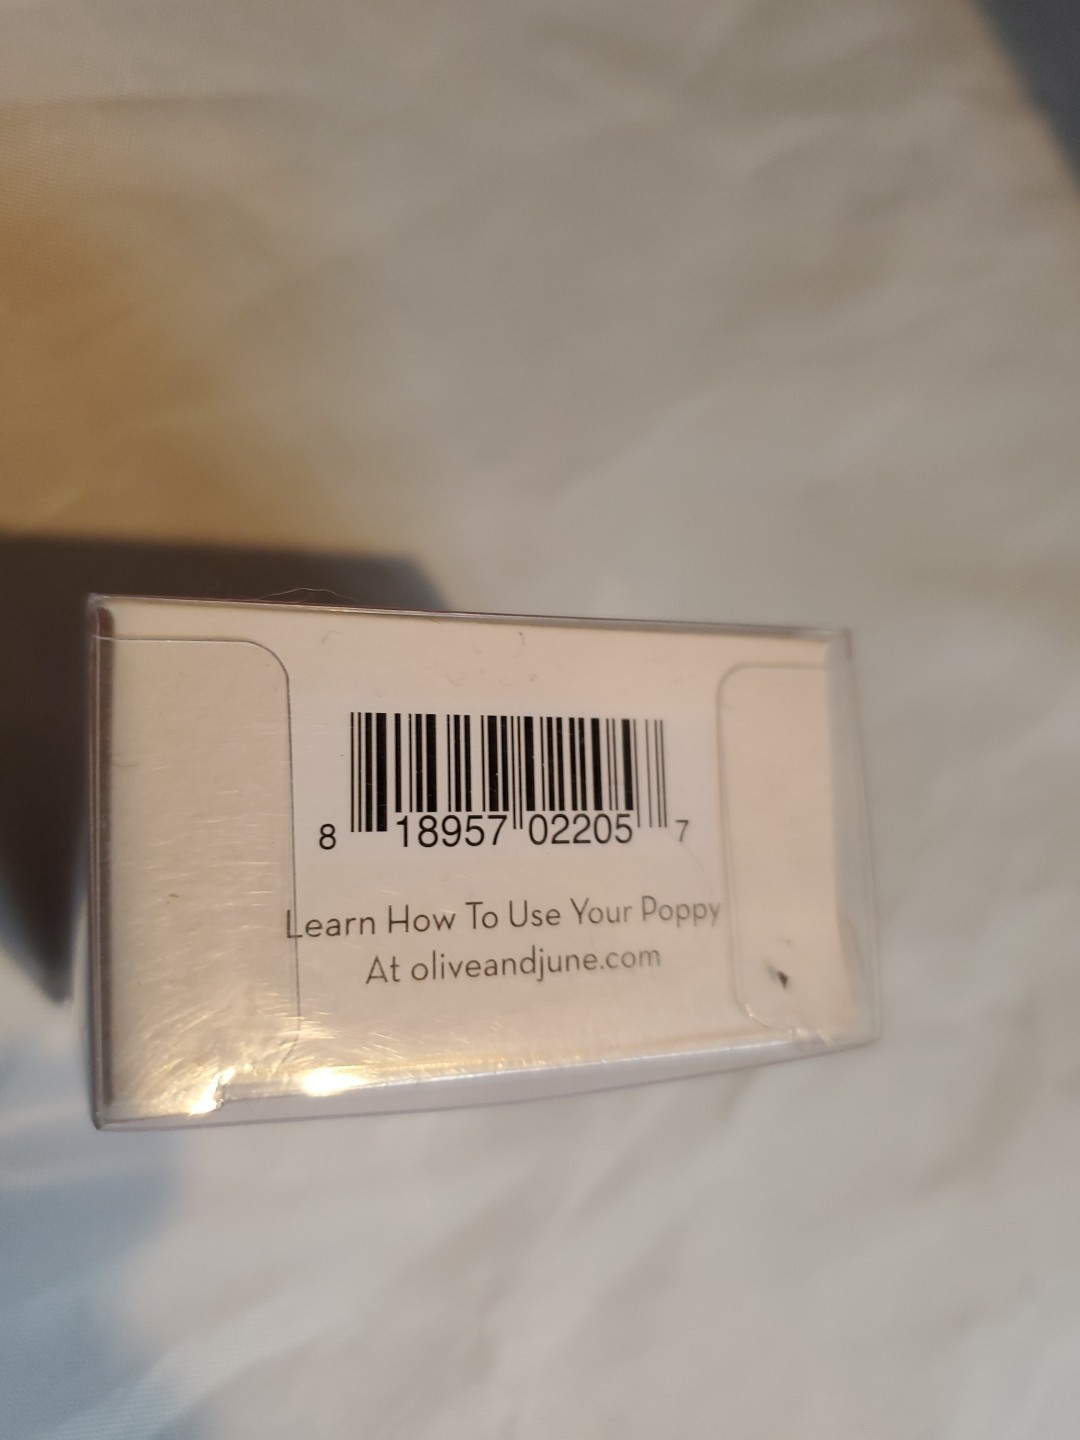 8 18957 02205 7
Learn How To Use Your Poppy
At oliveandjune.com